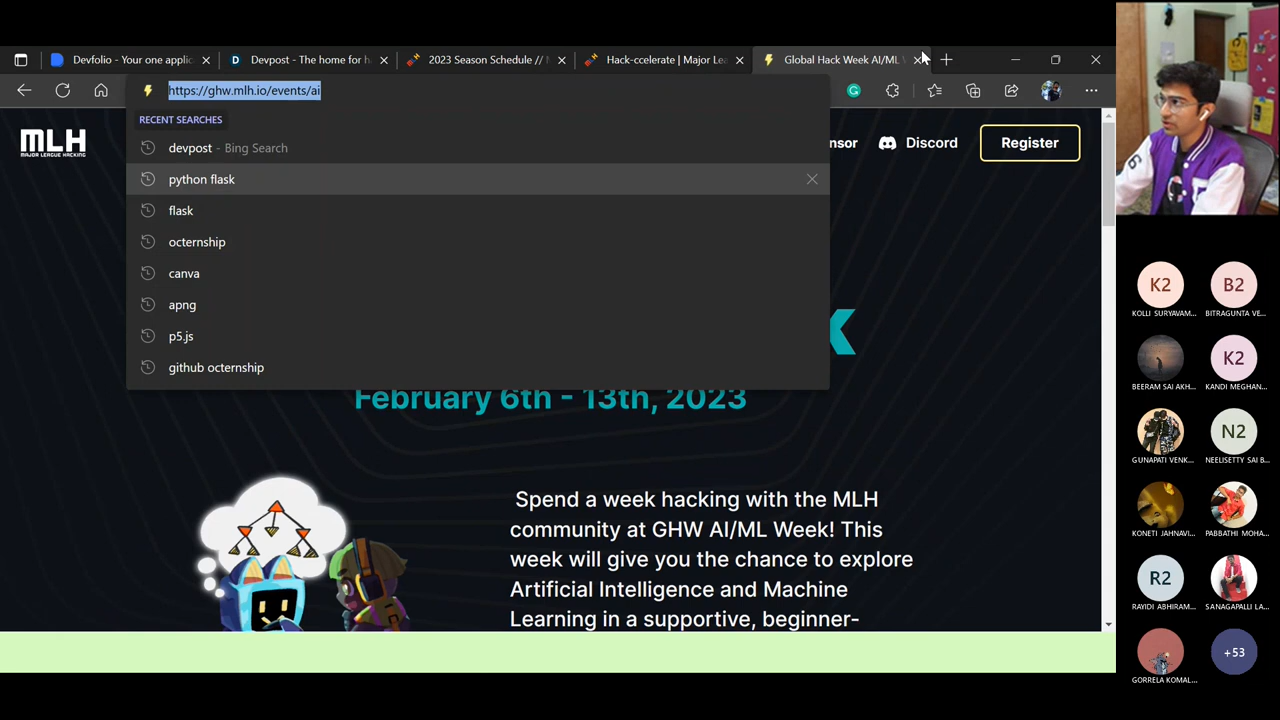 Devfolio - Your one applic
Devpost - The home for h
2023 Season Schedule // M
Hack-ccelerate | Major Lea
Global Hack Week AI/ML W
https://ghw.mlh.io/events/ai
RECENT SEARCHES
devpost - Bing Search
python flask
flask
octernship
canva
apng
p5.js
github octernship
MLH
MAJOR LEAGUE HACKING
nsor
Discord
Register
K
February 6th - 13th, 2023
Spend a week hacking with the MLH
community at GHW AI/ML Week! This
week will give you the chance to explore
Artificial Intelligence and Machine
Learning in a supportive, beginner-
6
K2
B2
KOLLI SURYAVAM...
BITRAGUNTA VE...
K2
BEERAM SAI AKH...
KANDI MEGHAN...
N2
GUNAPATI VENK...
NEELISETTY SAI B...
KONETI JAHNAVI...
PABBATHI MOHA...
R2
RAYIDI ABHIRAM...
SANAGAPALLI LA...
+53
GORRELA KOMAL...